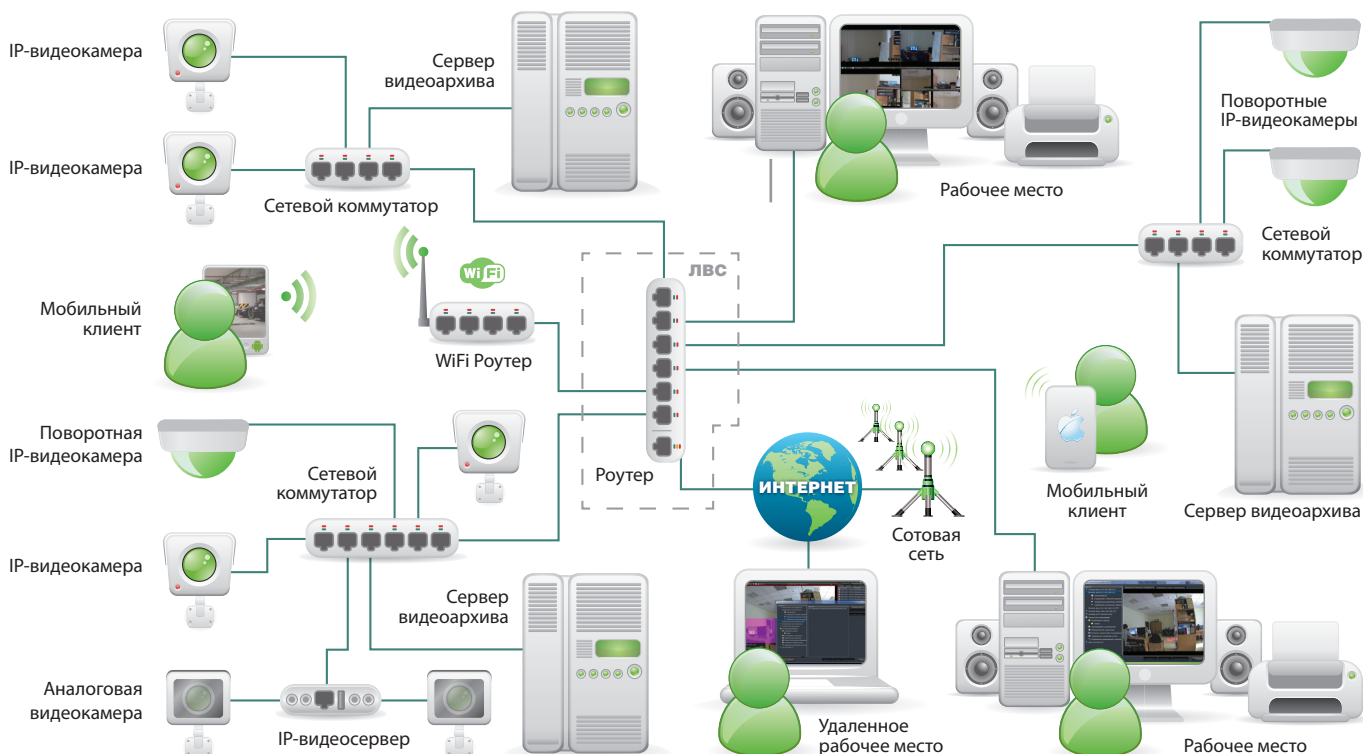 IP-видеокамера
Сервер
видеоархива
IP-видеокамера
Сетевой коммутатор
Рабочее место
Поворотные
IP-видеокамеры
Сетевой
коммутатор
Мобильный
клиент
WiFi
WiFi Роутер
ЛВС
Роутер
Поворотная
IP-видеокамера
Сетевой
коммутатор
ИНТЕРНЕТ
Сотовая
сеть
Мобильный
клиент
Сервер видеоархива
IP-видеокамера
Сервер
видеоархива
Аналоговая
видеокамера
IP-видеосервер
Удаленное
рабочее место
Рабочее место